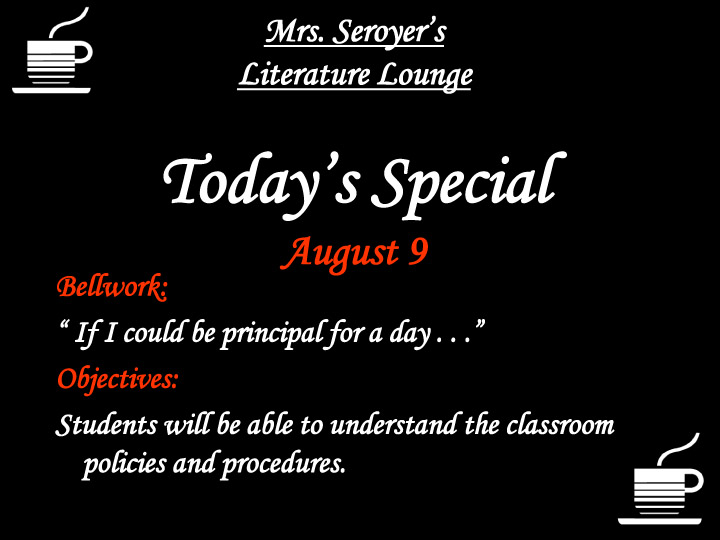 Mrs. Seroyer’s
Literature Lounge
Today’s Special
August 9
Bellwork:
“ If I could be principal for a day . . .”
Objectives:
Students will be able to understand the classroom
policies and procedures.